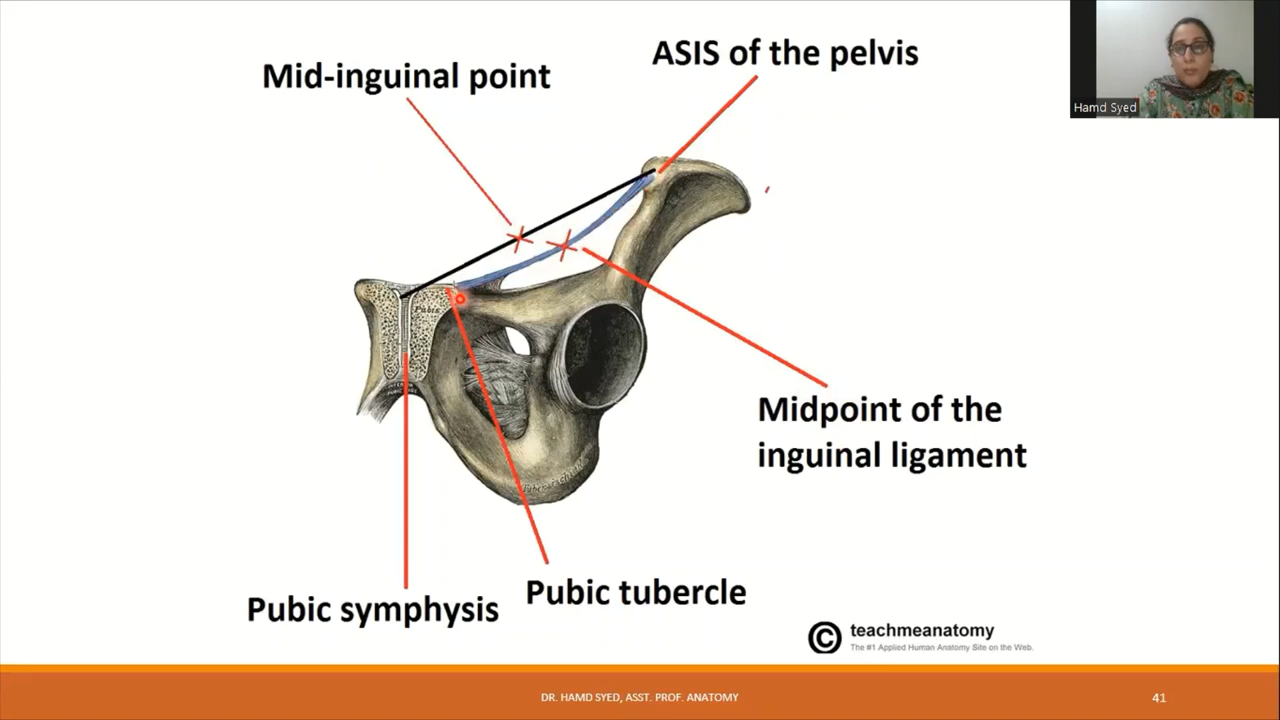 Mid-inguinal point
ASIS of the pelvis
Hamd Syed
Pubis
Midpoint of the
inguinal ligament
Pubic tubercle
Pubic symphysis
© teachmeanatomy
The #1 Applied Human Anatomy Site on the Web.
DR. HAMD SYED, ASST. PROF. ANATOMY
41